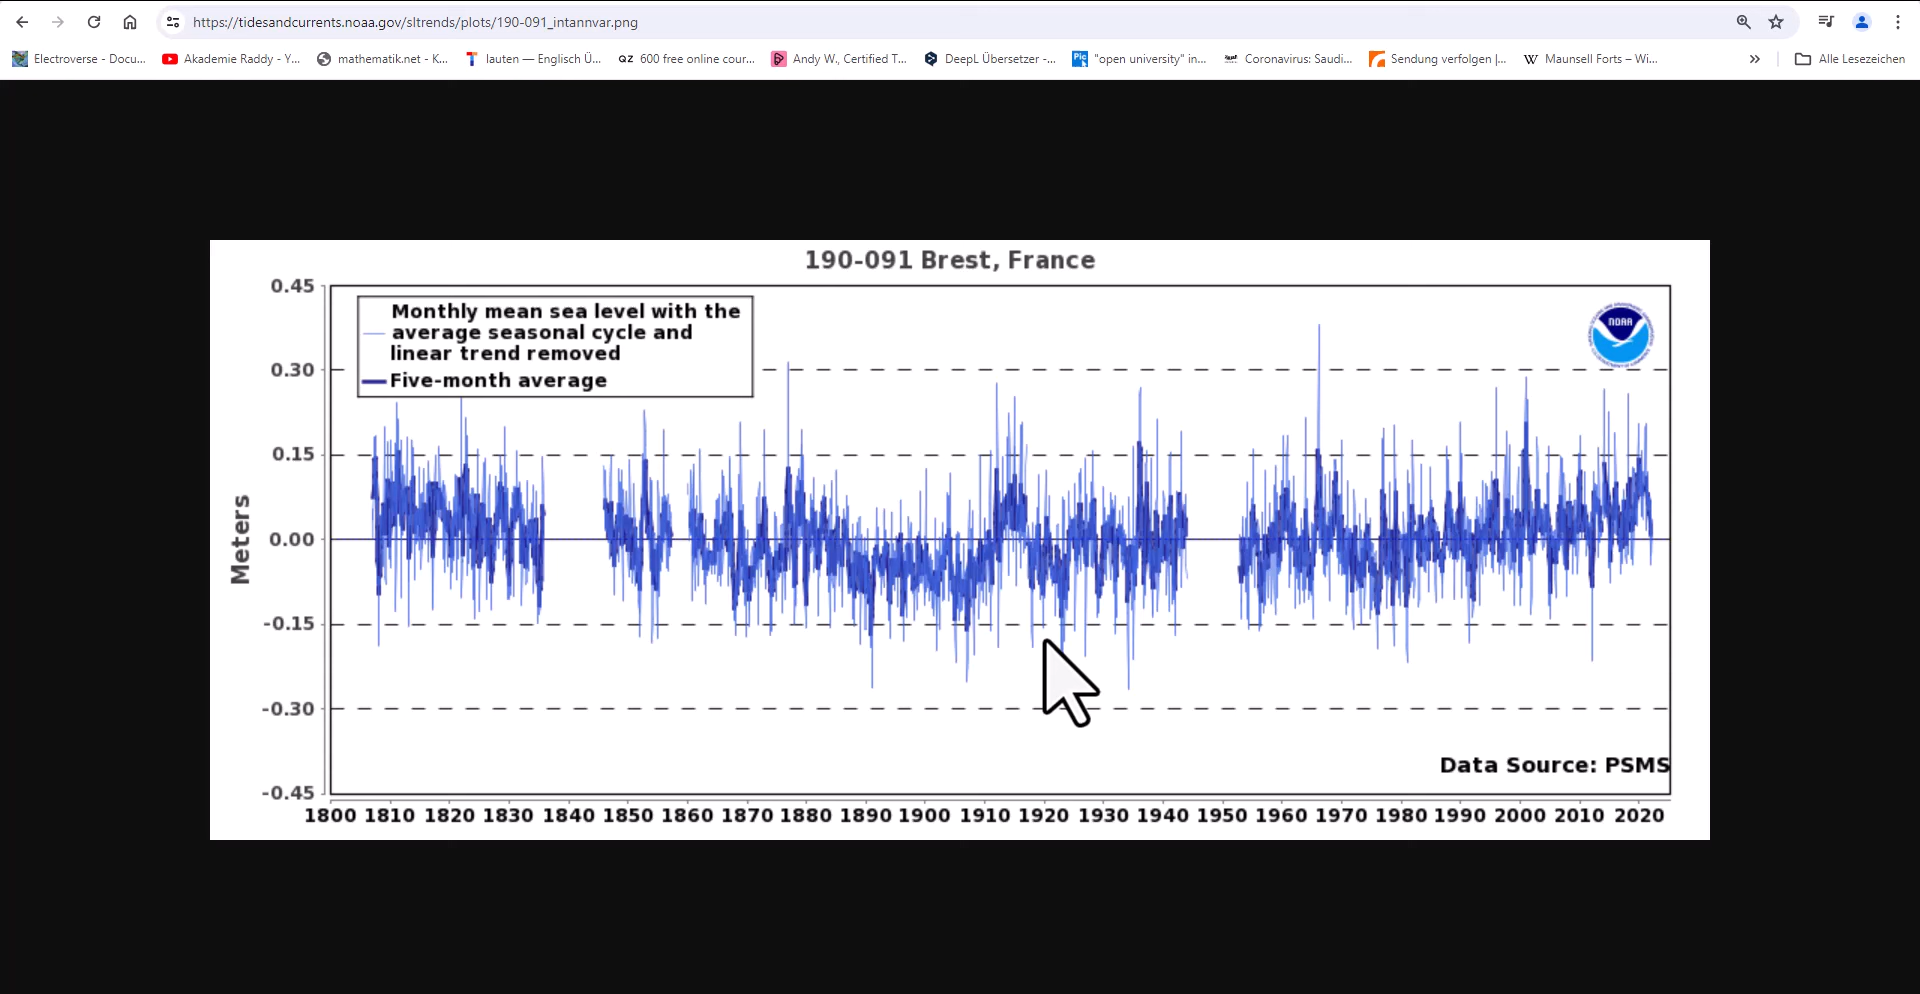 https://tidesandcurrents.noaa.gov/sltrends/plots/190-091_intannvar.png
Electroverse - Docu... Akademie Raddy - Y... mathematik.net - K... lauten — Englisch Ü... QZ 600 free online cour... Andy W., Certified T... DeepL Übersetzer -... Pic "open university" in... Coronavirus: Saudi... Sendung verfolgen |... W Maunsell Forts – Wi... » Alle Lesezeichen
190-091 Brest, France
Monthly mean sea level with the
average seasonal cycle and
linear trend removed
Five-month average
NOAA
Meters
0.45
0.30
0.15
0.00
-0.15
-0.30
-0.45
Data Source: PSMS
1800 1810 1820 1830 1840 1850 1860 1870 1880 1890 1900 1910 1920 1930 1940 1950 1960 1970 1980 1990 2000 2010 2020